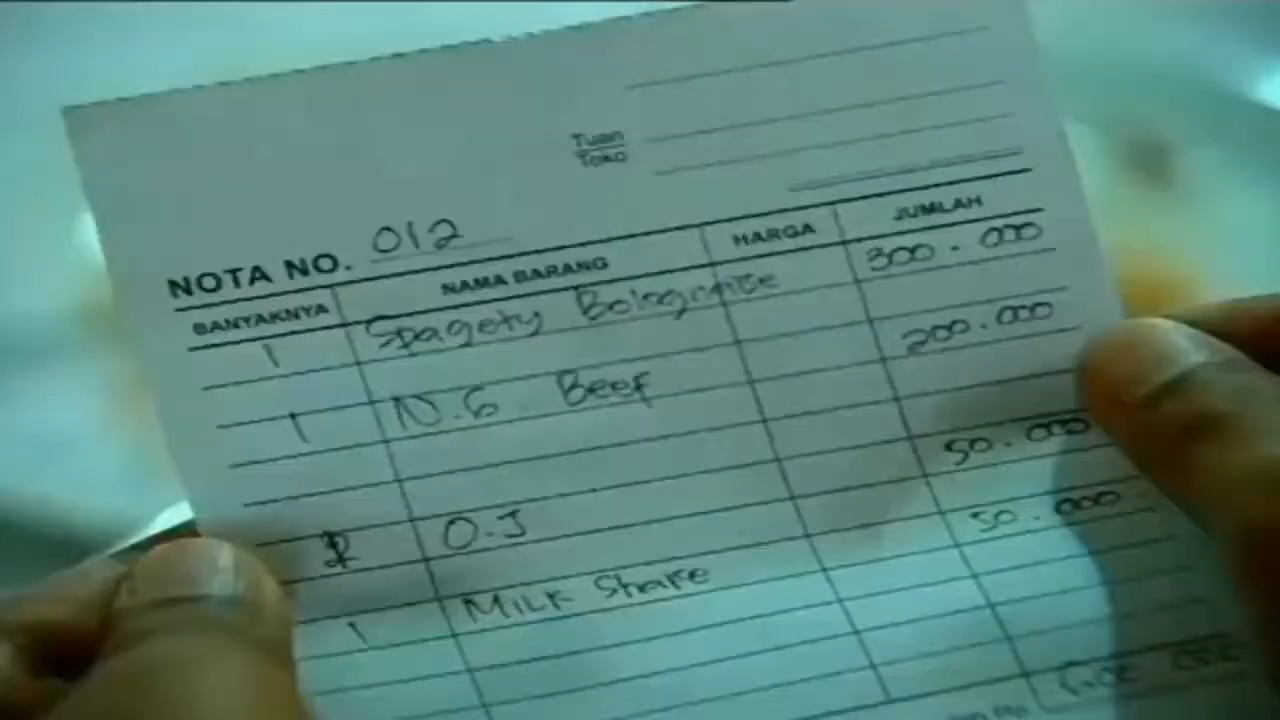 Tuan
Toko
NOTA NO. 012
BANYAKNYA NAMA BARANG HARGA JUMLAH
1 Spagety Bolognaise 300.000
1 N.G. Beef 200.000
2 O.J 50.000
1 MILK Shake 50.000